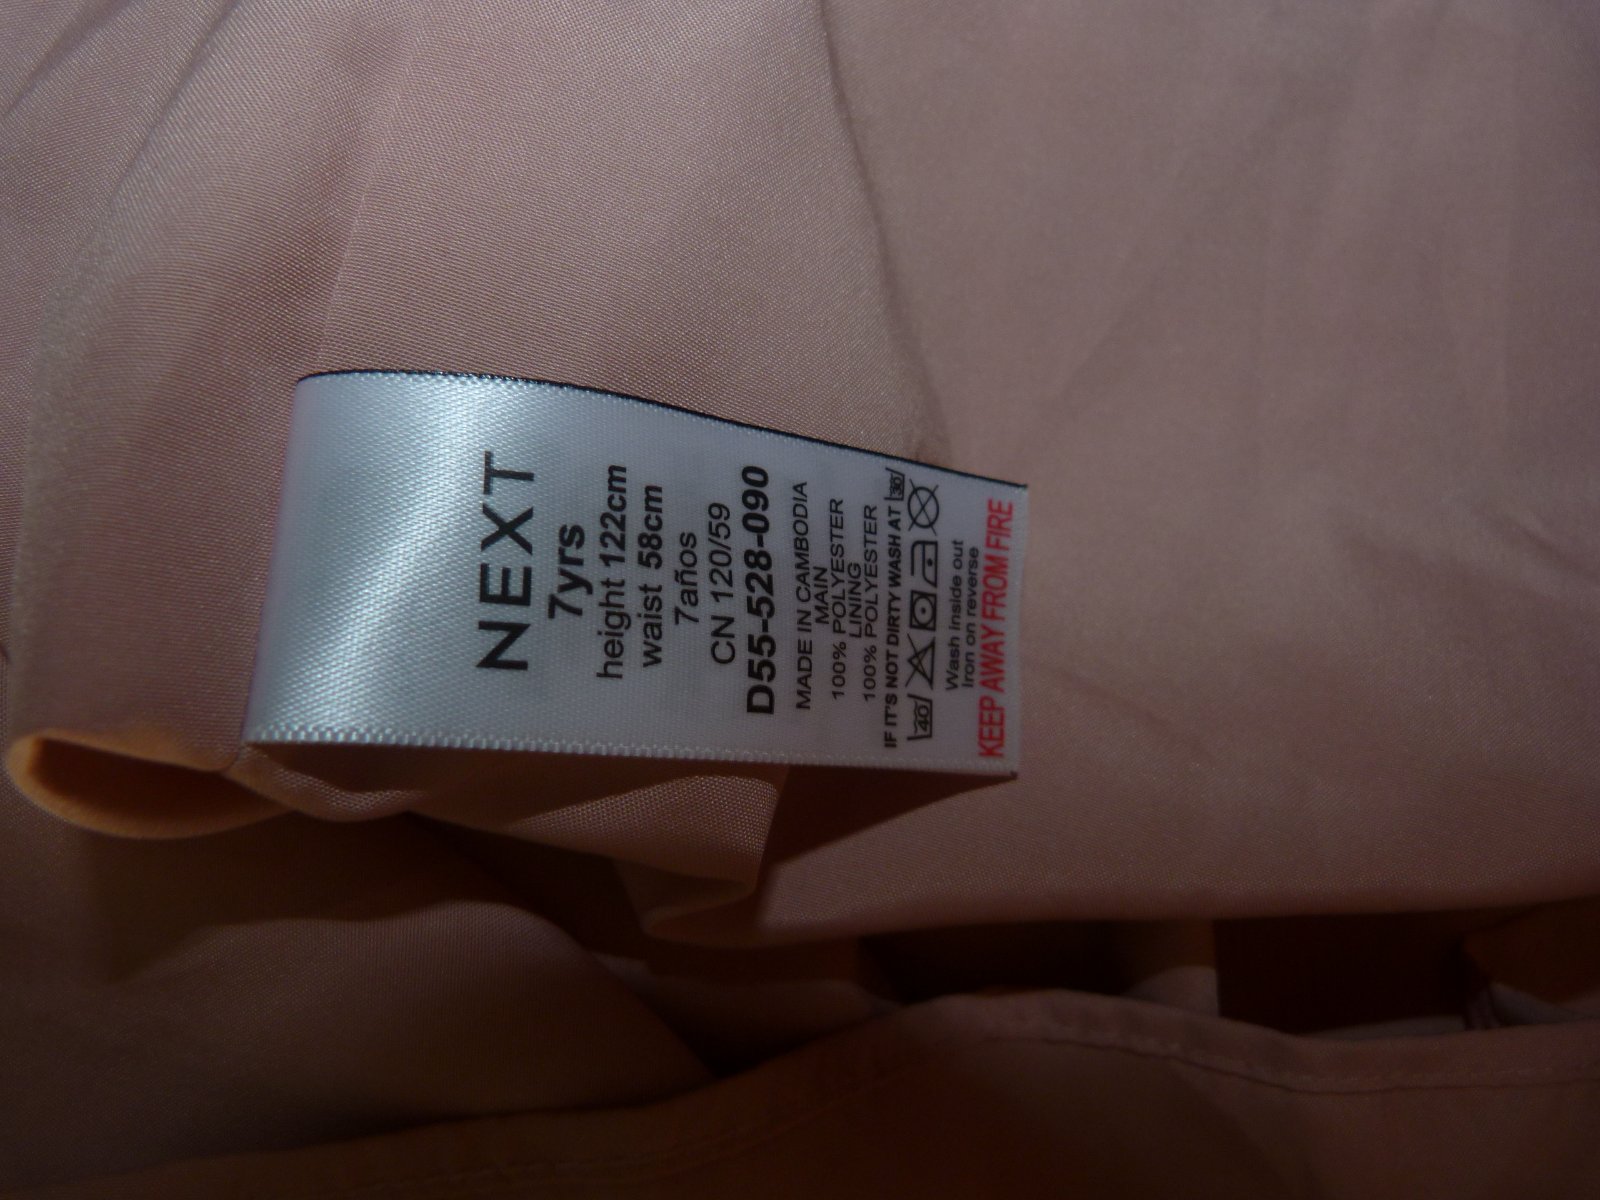 NEXT
7yrs
height 122cm
waist 58cm
7años
CN 120/59
D55-528-090
MADE IN CAMBODIA
MAIN
100% POLYESTER
LINING
100% POLYESTER
IF IT'S NOT DIRTY WASH AT 30
40
Wash inside out
Iron on reverse
KEEP AWAY FROM FIRE